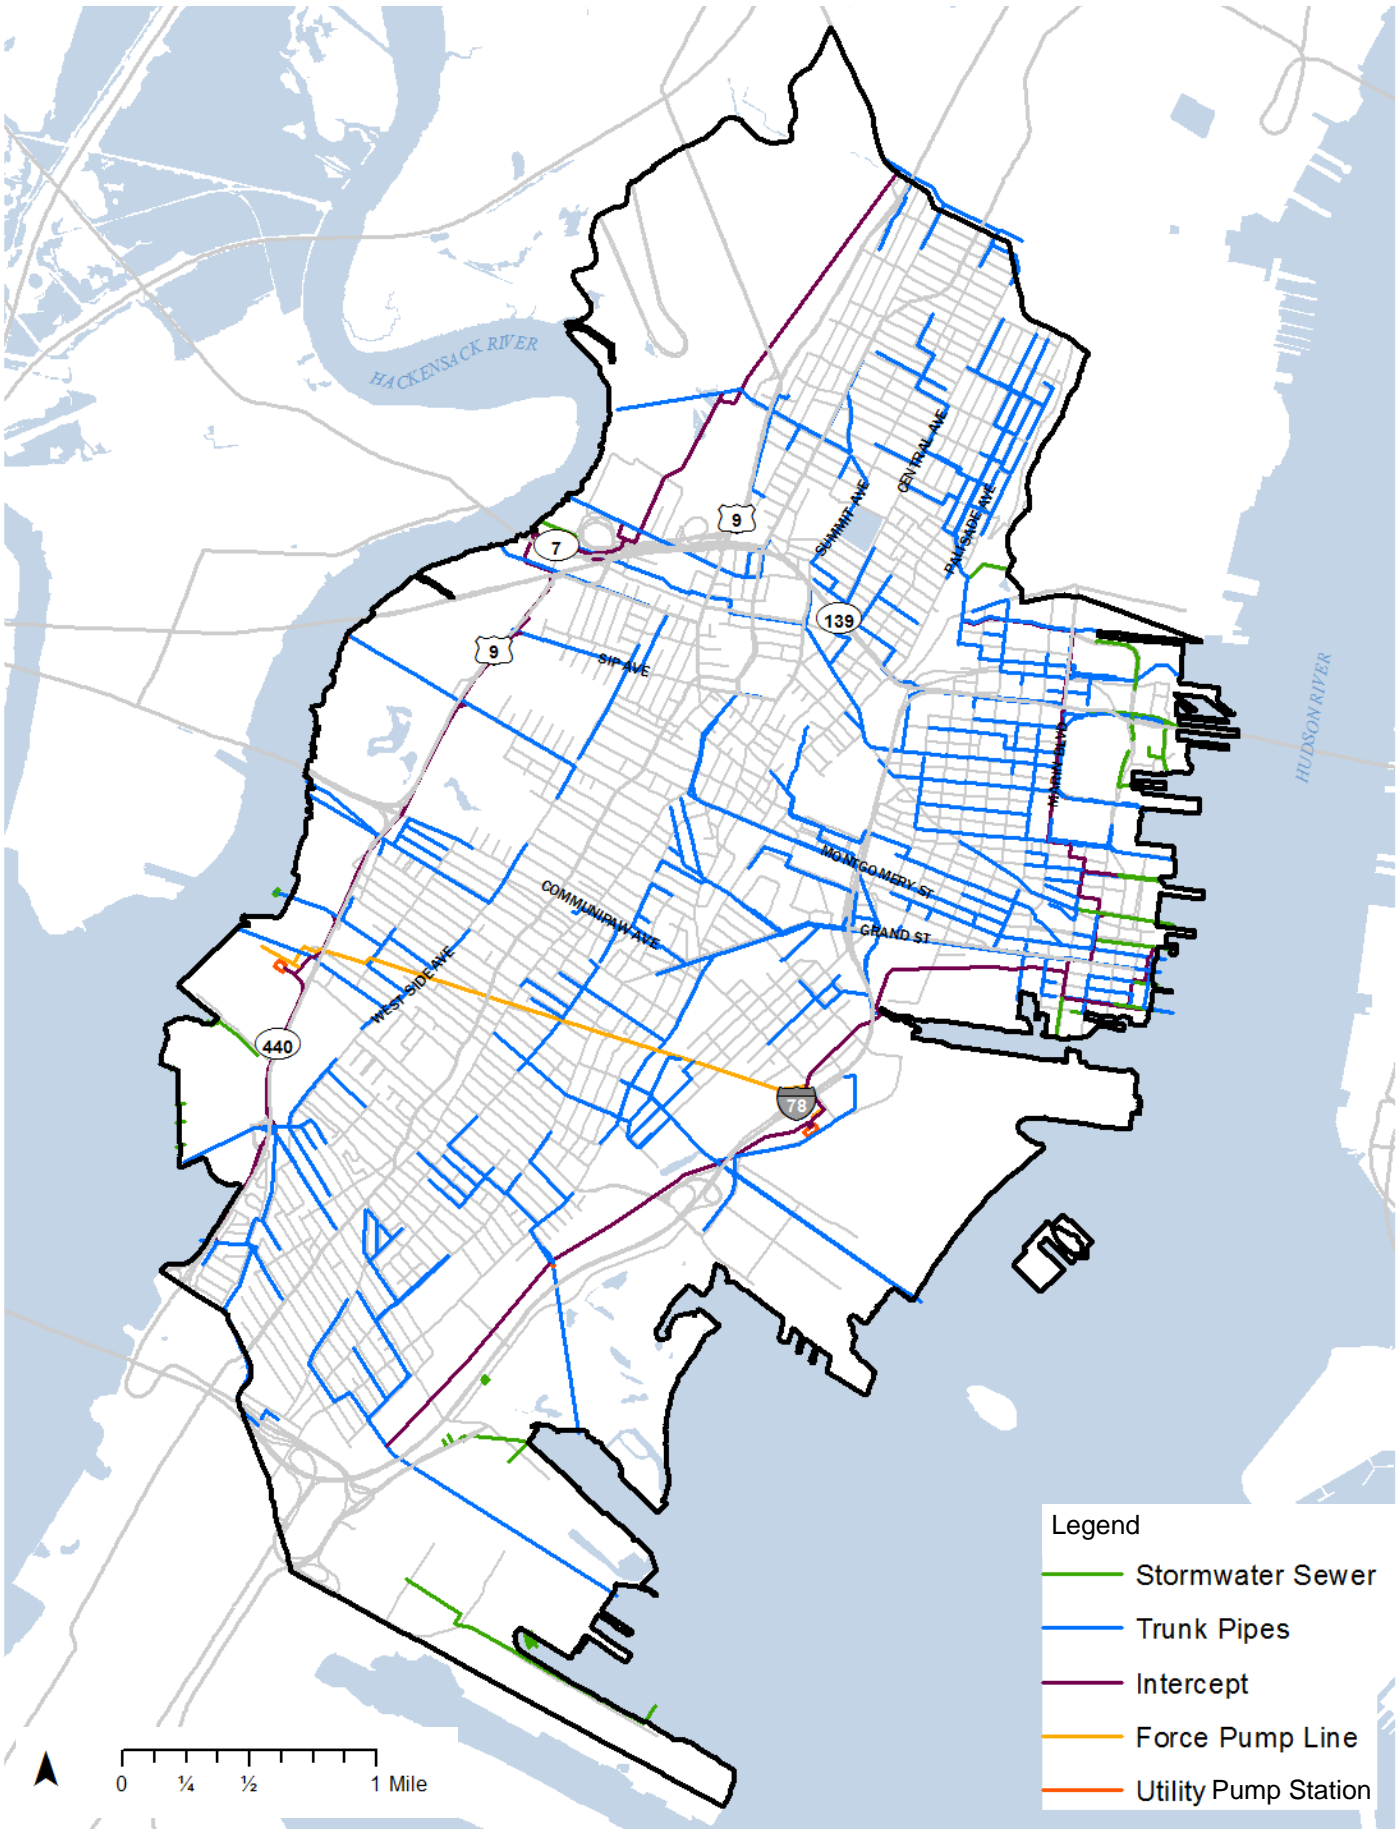 HACKENSACK RIVER
CENTRAL AVE
SUMMIT AVE
PALISADE AVE
9
7
139
9
SIP AVE
HUDSON RIVER
MARIN BLVD
MONTGOMERY ST
COMMUNIPAW AVE
GRAND ST
WEST SIDE AVE
440
78
Legend
Stormwater Sewer
Trunk Pipes
Intercept
Force Pump Line
Utility Pump Station
0 ¼ ½ 1 Mile